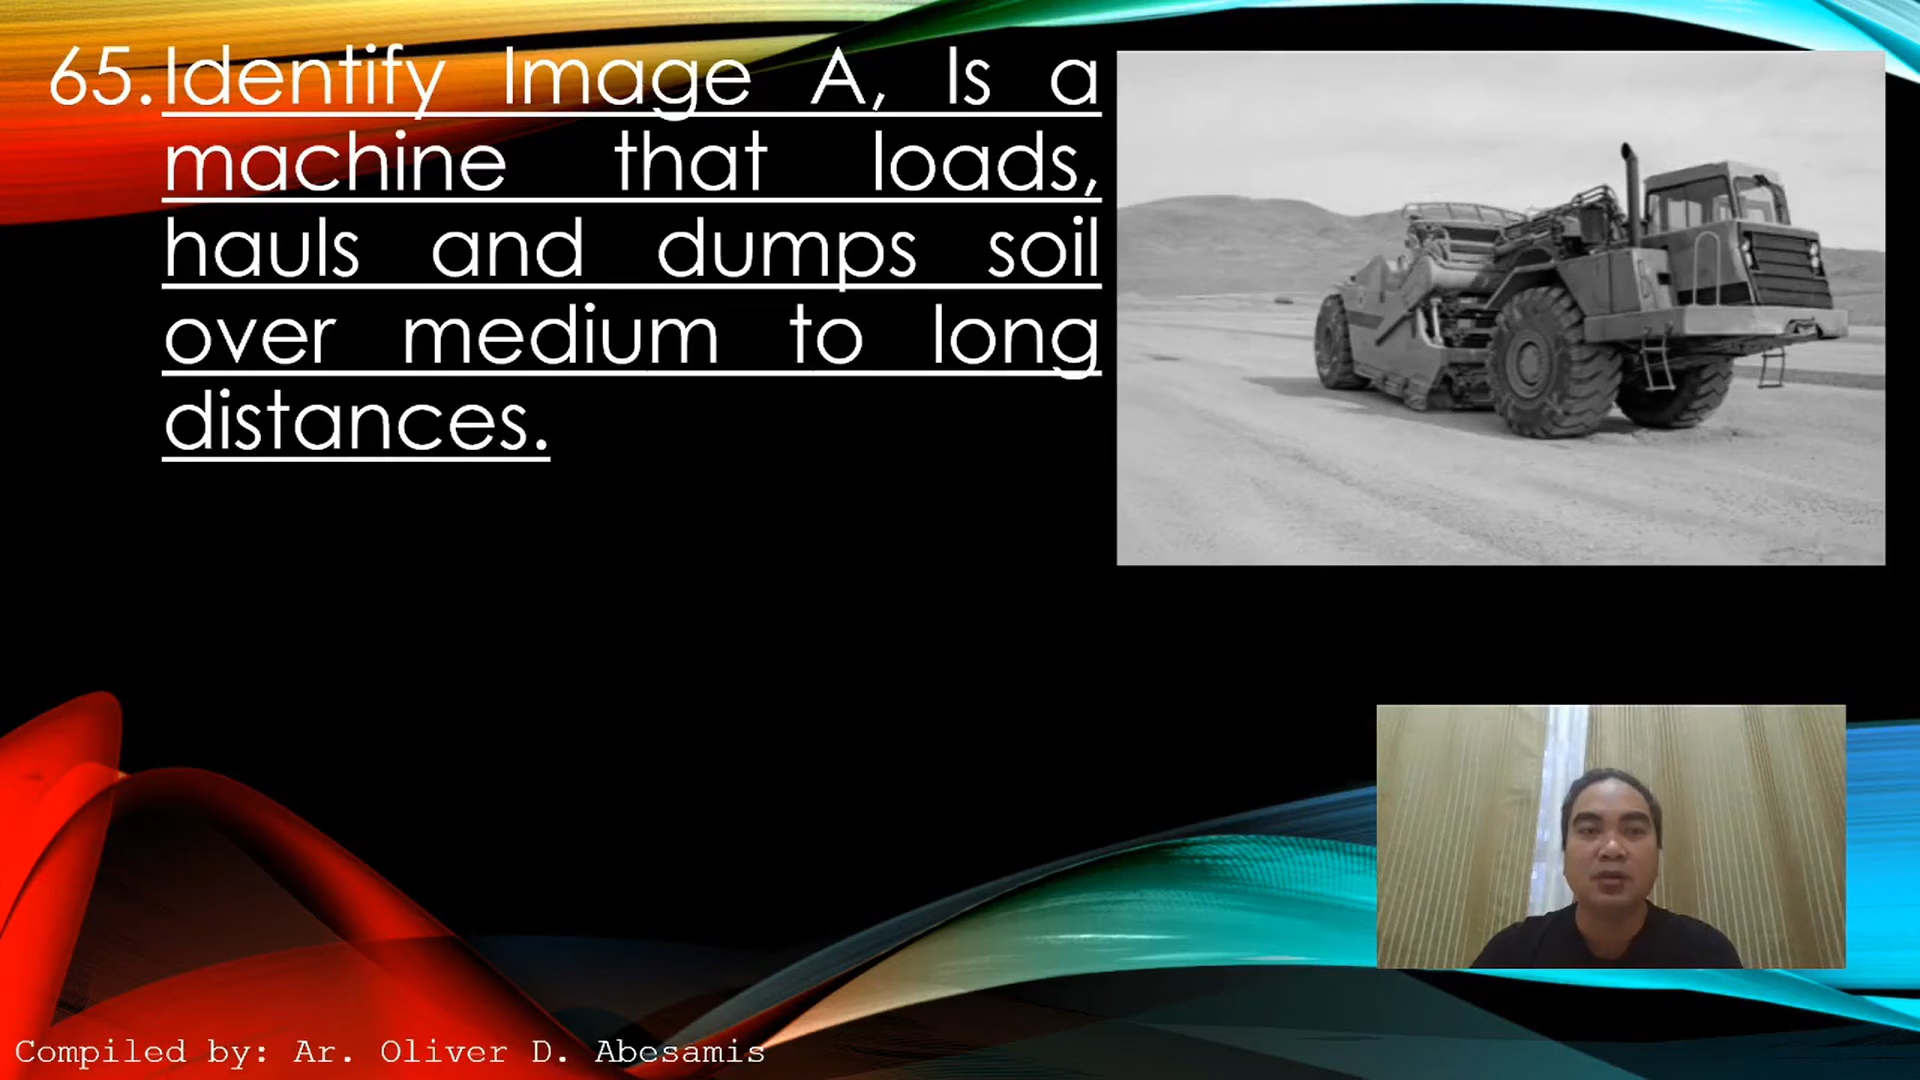 65. Identify Image A, Is a
machine that loads,
hauls and dumps soil
over medium to long
distances.
Compiled by: Ar. Oliver D. Abesamis